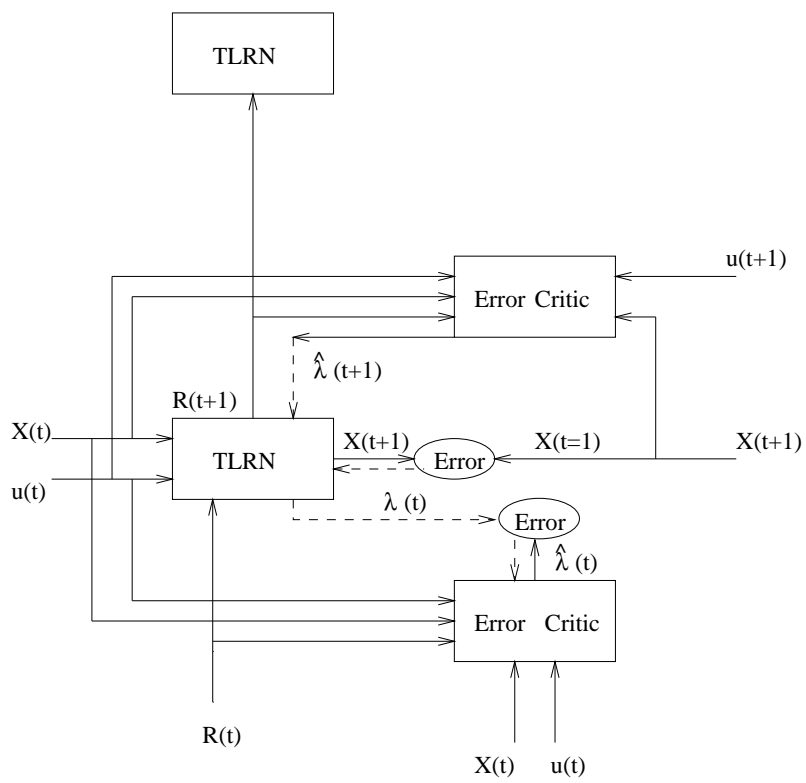 TLRN
u(t+1)
Error Critic
λ̂ (t+1)
R(t+1)
X(t)
TLRN
X(t+1)
Error
X(t=1)
X(t+1)
u(t)
λ (t)
Error
λ̂ (t)
Error Critic
R(t)
X(t)
u(t)